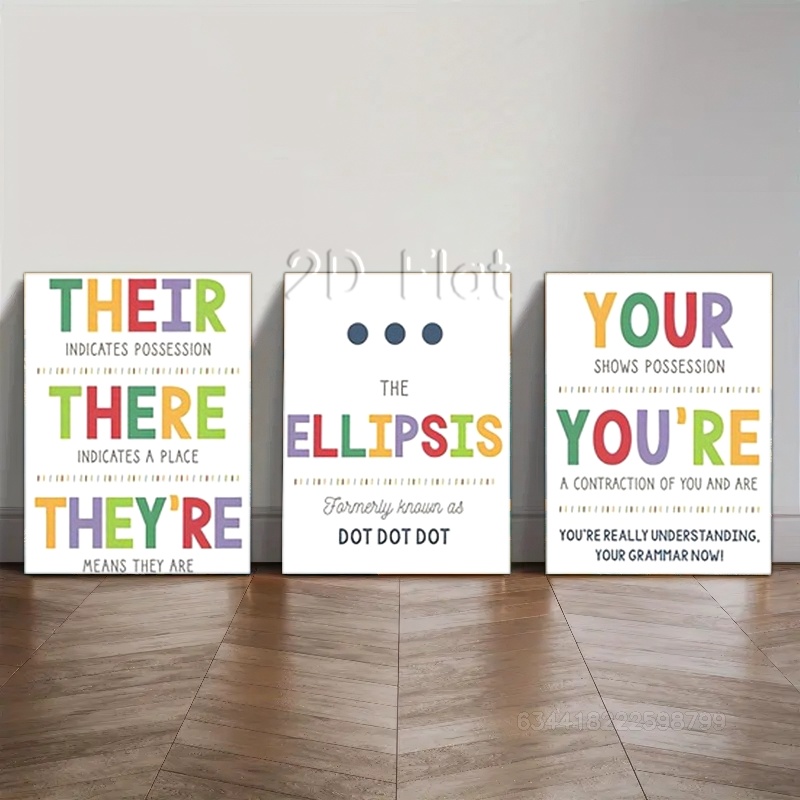 2D Flat
THEIR
INDICATES POSSESSION
THERE
INDICATES A PLACE
THEY'RE
MEANS THEY ARE
THE
ELLIPSIS
Formerly known as
DOT DOT DOT
YOUR
SHOWS POSSESSION
YOU'RE
A CONTRACTION OF YOU AND ARE
YOU'RE REALLY UNDERSTANDING,
YOUR GRAMMAR NOW!
634418222598799